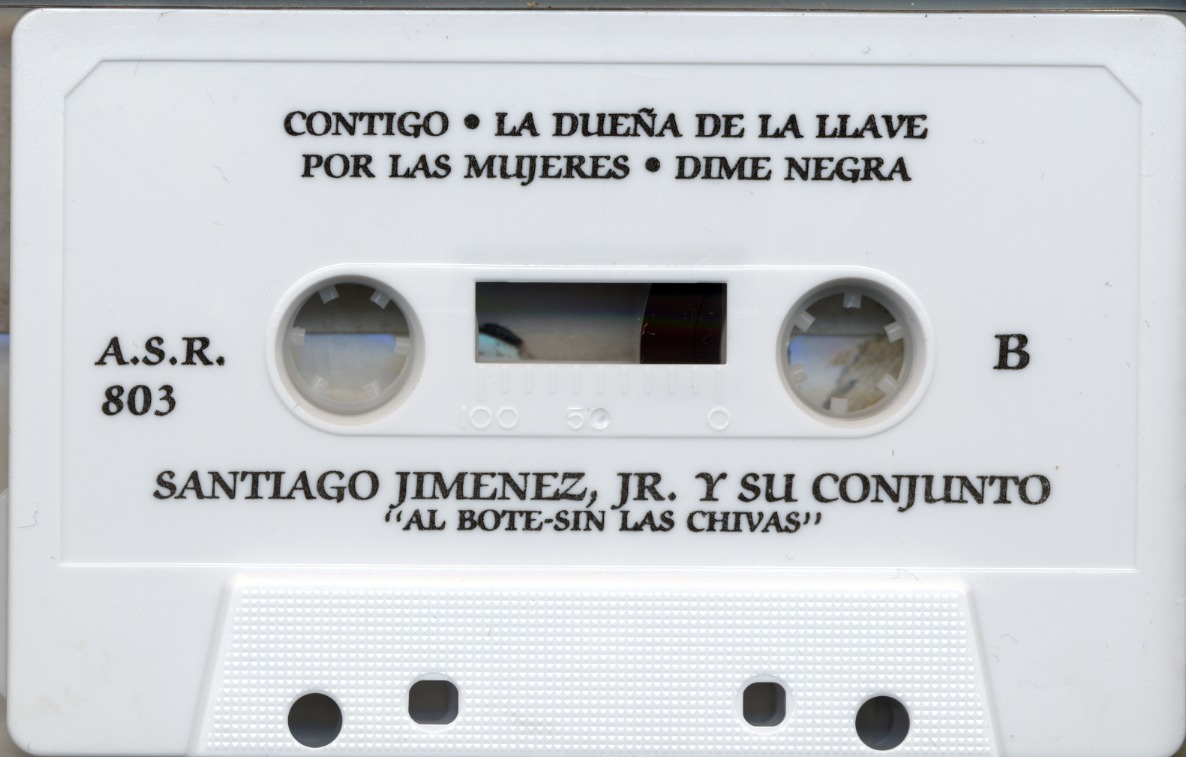 CONTIGO • LA DUEÑA DE LA LLAVE
POR LAS MUJERES • DIME NEGRA
A.S.R.
803
B
100 50 0
SANTIAGO JIMENEZ, JR. Y SU CONJUNTO
“AL BOTE-SIN LAS CHIVAS”